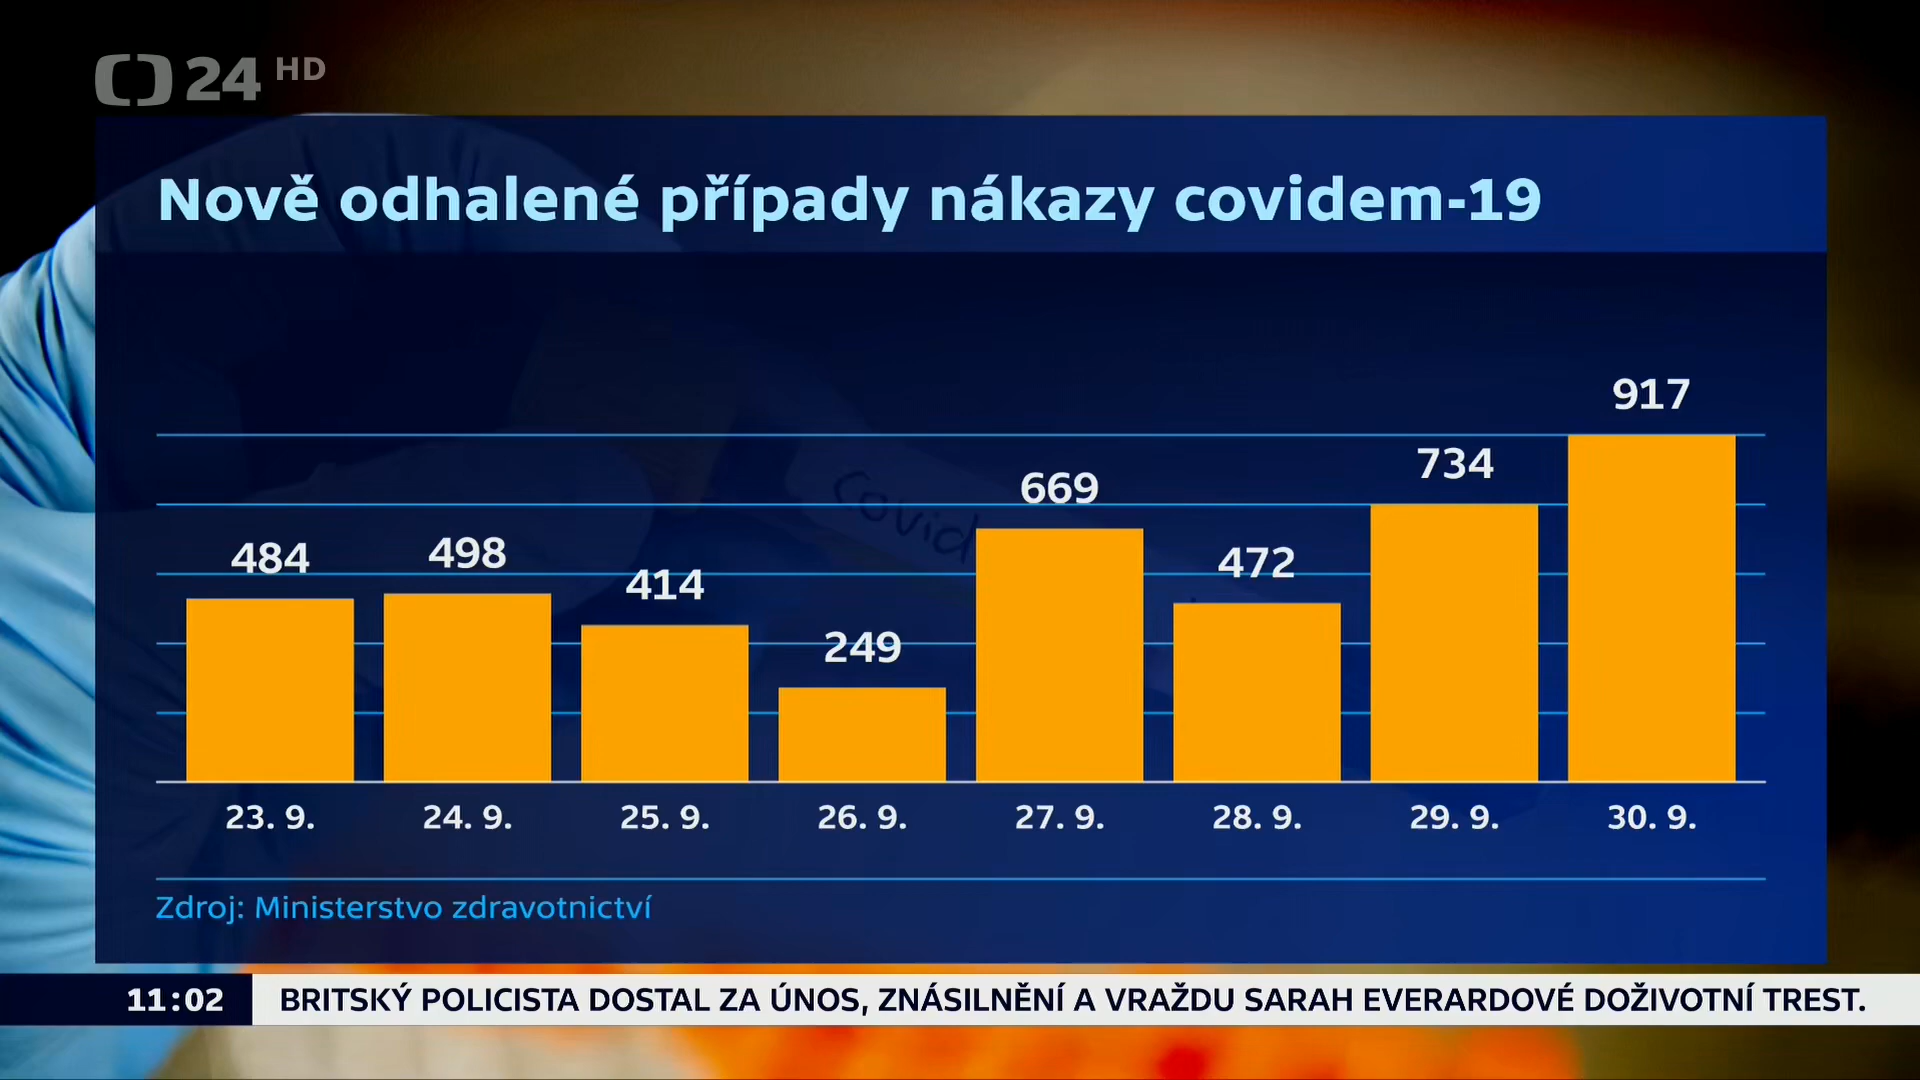 24 HD
Nově odhalené případy nákazy covidem-19
484 498 414 249 669 472 734 917
covid
23. 9. 24. 9. 25. 9. 26. 9. 27. 9. 28. 9. 29. 9. 30. 9.
Zdroj: Ministerstvo zdravotnictví
11:02 BRITSKÝ POLICISTA DOSTAL ZA ÚNOS, ZNÁSILNĚNÍ A VRAŽDU SARAH EVERARDOVÉ DOŽIVOTNÍ TREST.